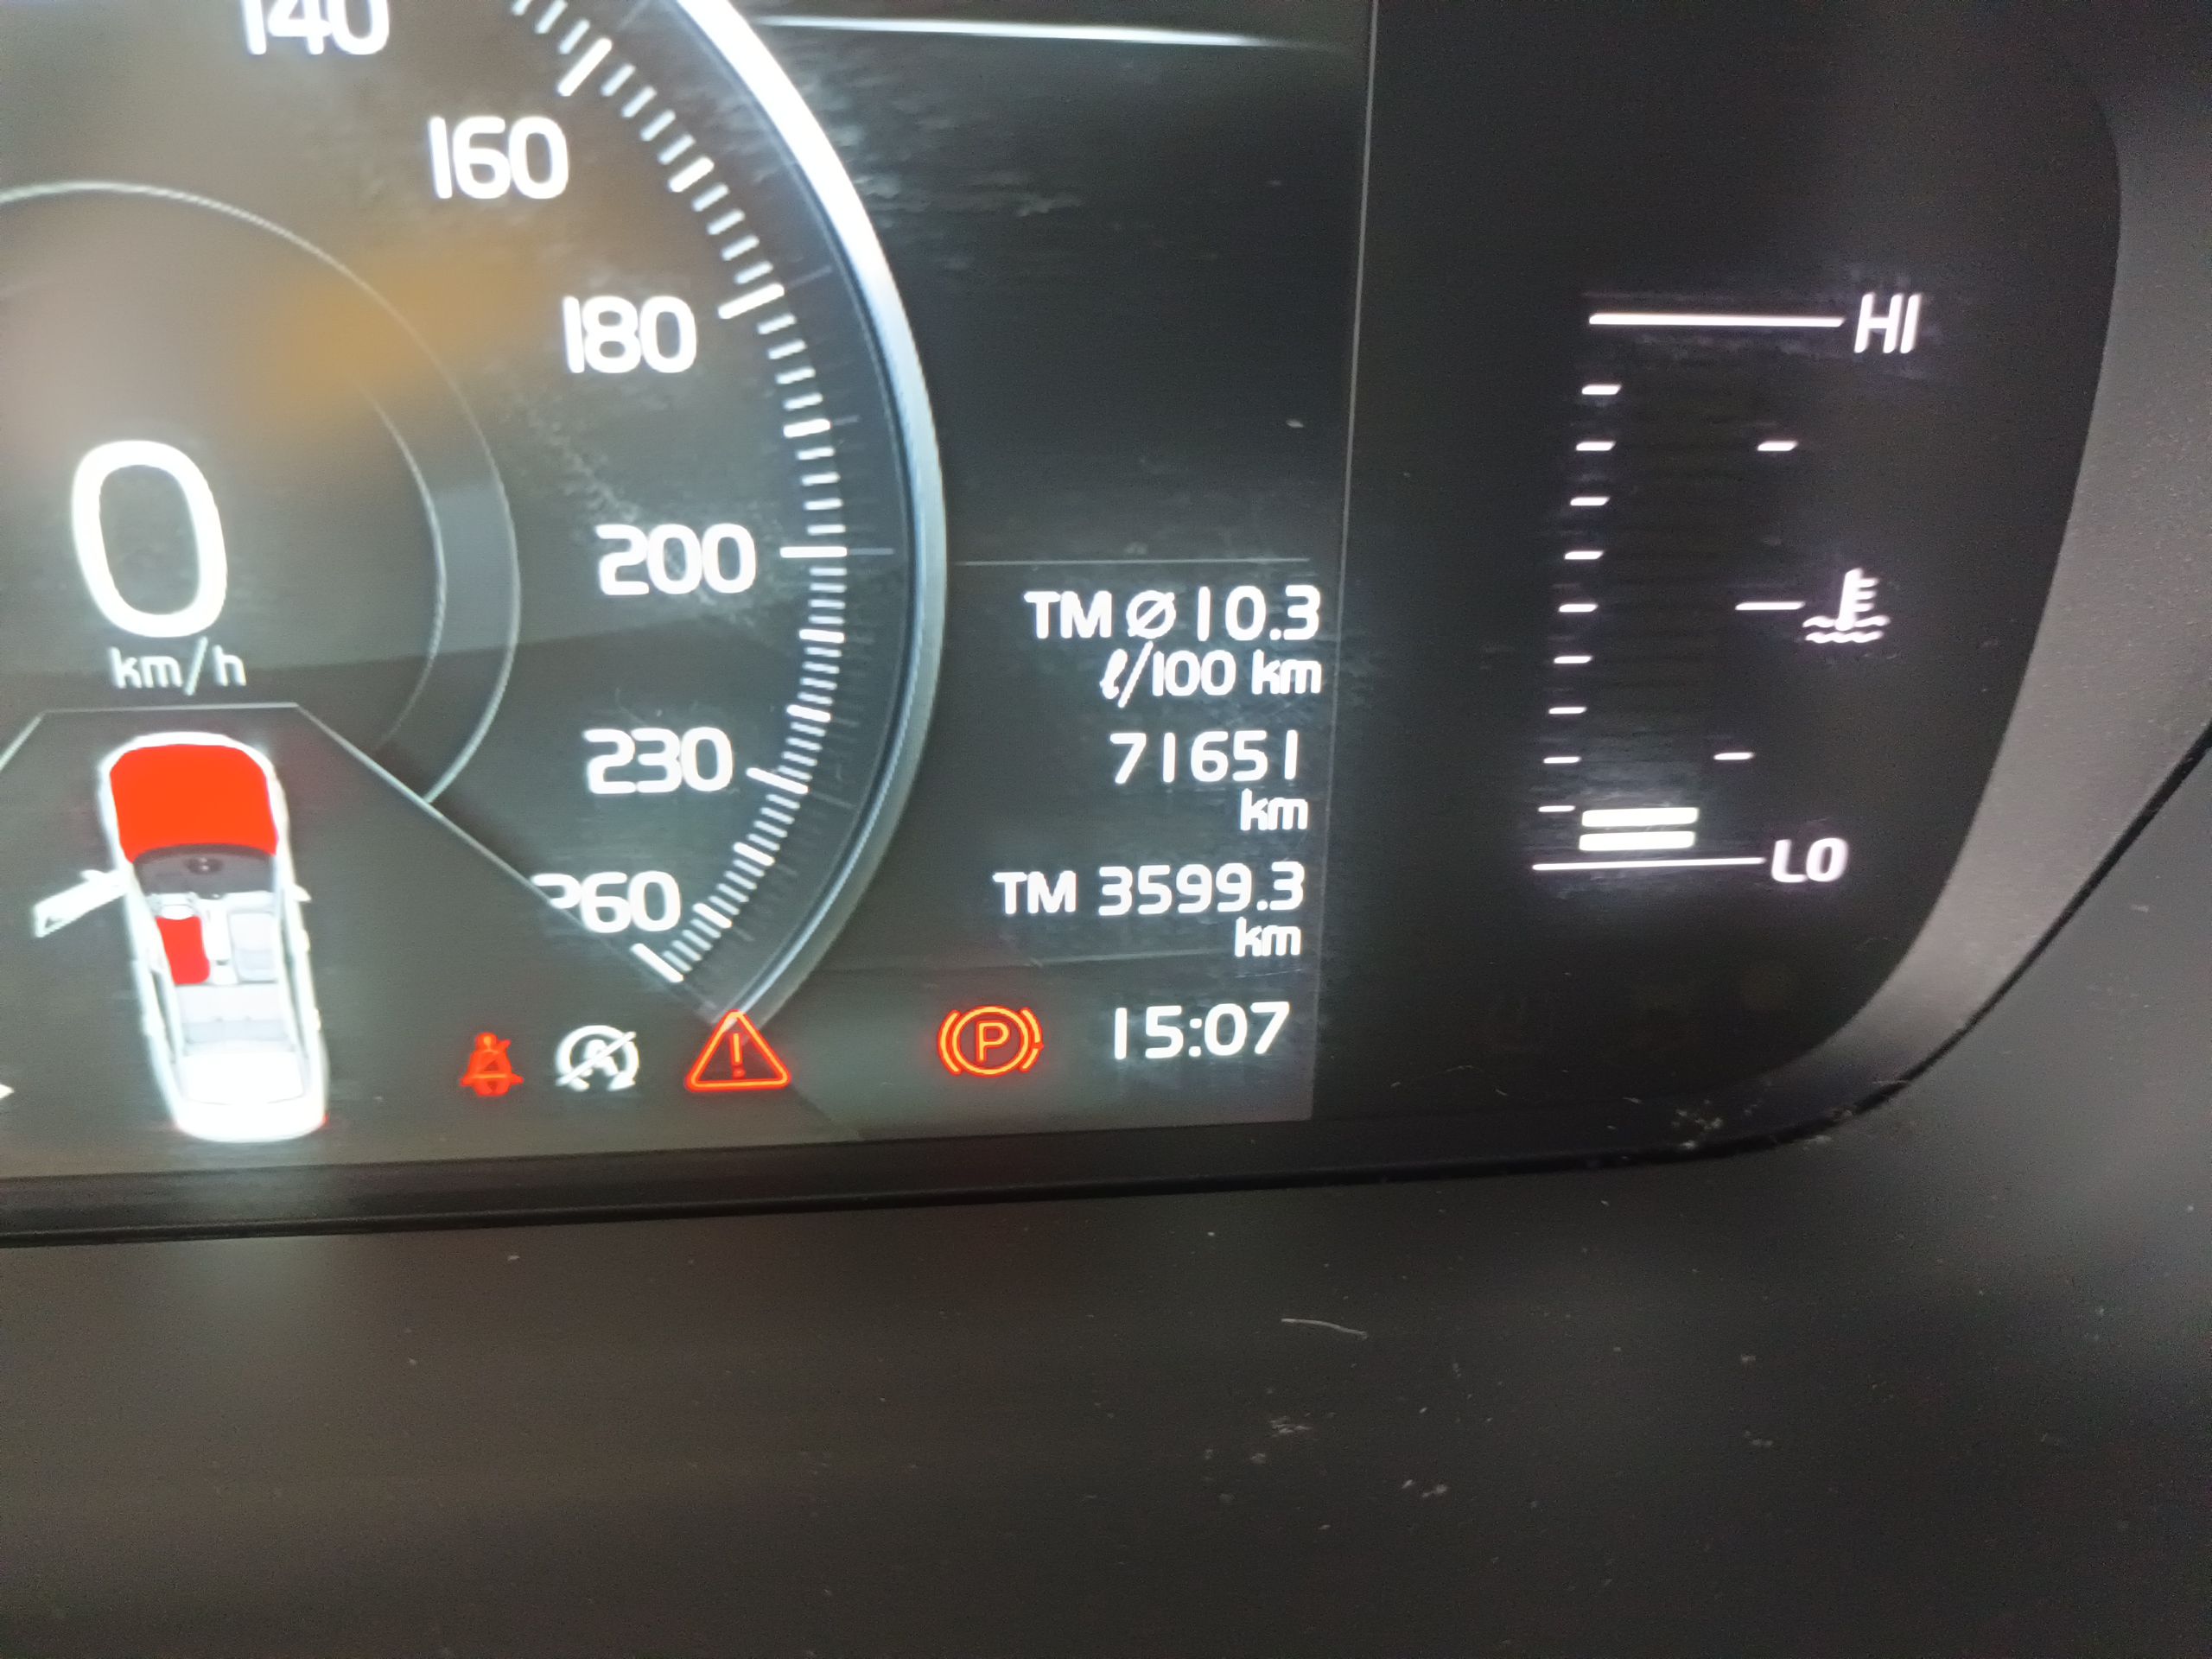 140
160
180
200
230
260
0
km/h
TM Ø 10.3
ℓ/100 km
71651
km
TM 3599.3
km
P
15:07
HI
LO